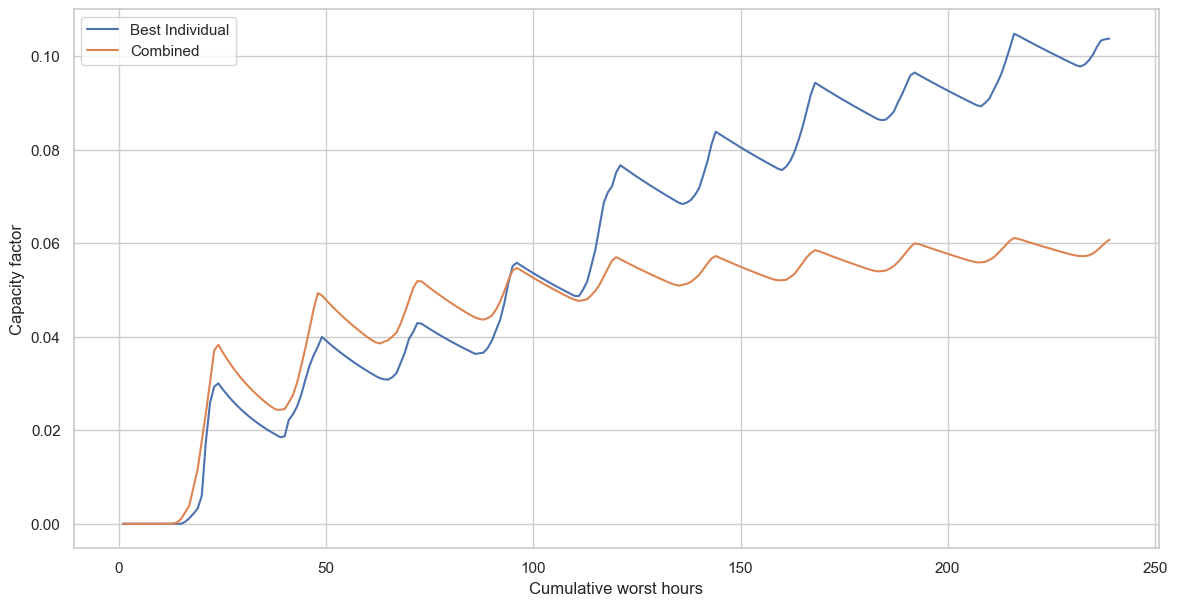 Best Individual
Combined
Capacity factor
0.10
0.08
0.06
0.04
0.02
0.00
0 50 100 150 200 250
Cumulative worst hours